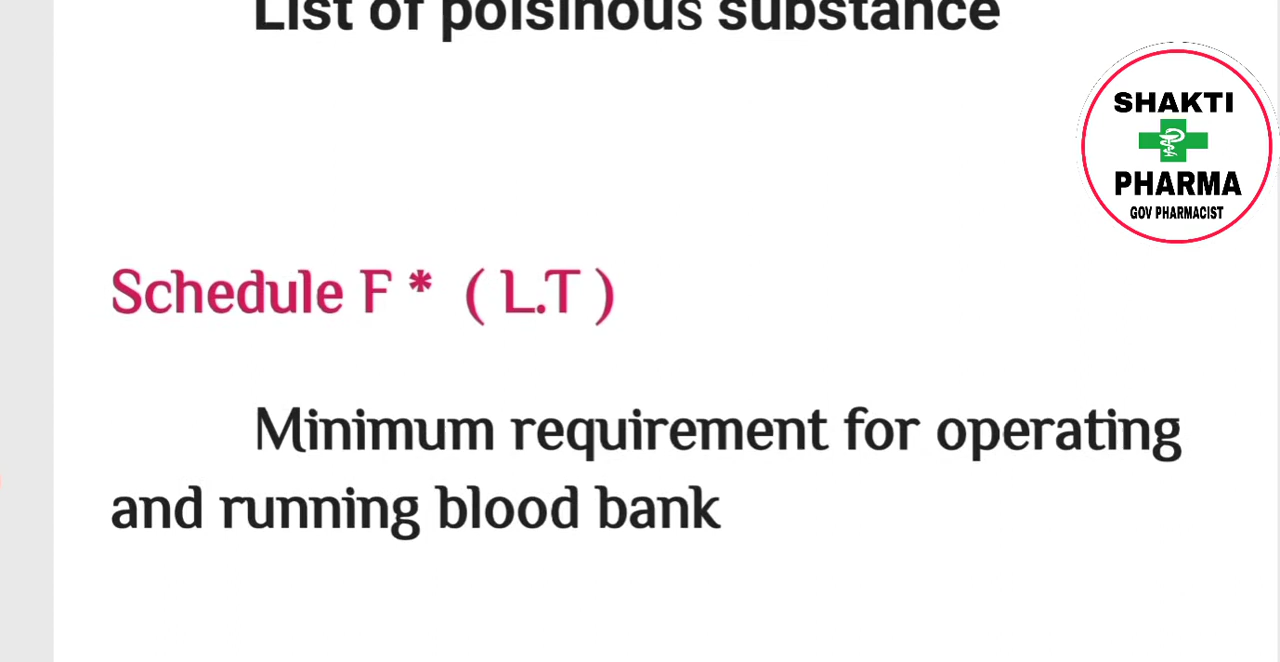 List of poisinous substance
SHAKTI
PHARMA
GOV PHARMACIST
Schedule F * ( L.T )
Minimum requirement for operating
and running blood bank